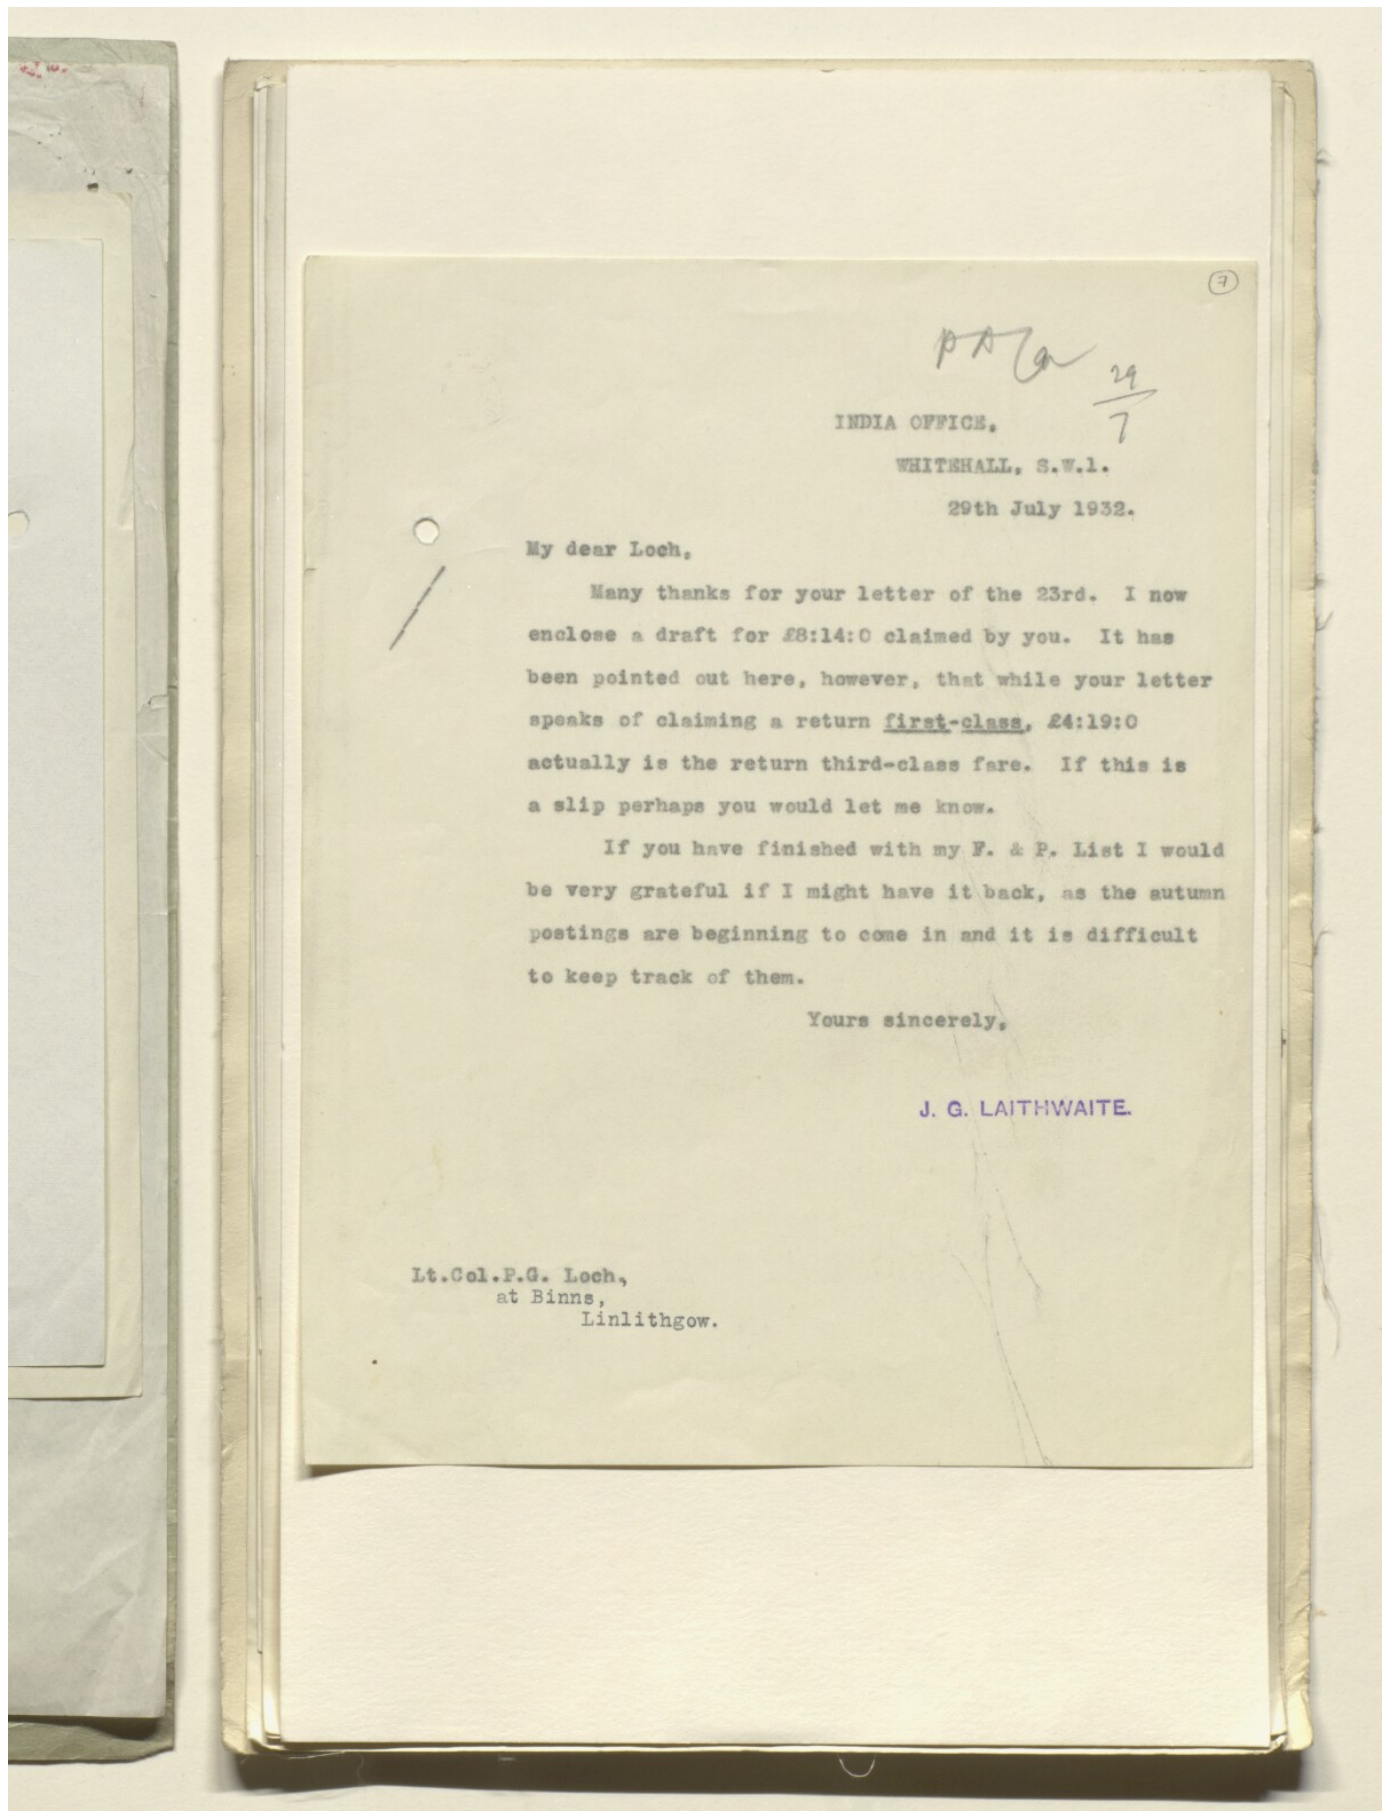 7
29
7
INDIA OFFICE,
WHITEHALL, S.W.1.
29th July 1932.
My dear Loch,
Many thanks for your letter of the 23rd. I now
enclose a draft for £8:14:0 claimed by you. It has
been pointed out here, however, that while your letter
speaks of claiming a return first-class, £4:19:0
actually is the return third-class fare. If this is
a slip perhaps you would let me know.
If you have finished with my F. & P. List I would
be very grateful if I might have it back, as the autumn
postings are beginning to come in and it is difficult
to keep track of them.
Yours sincerely,
J. G. LAITHWAITE.
Lt.Col.P.G. Loch,
at Binns,
Linlithgow.